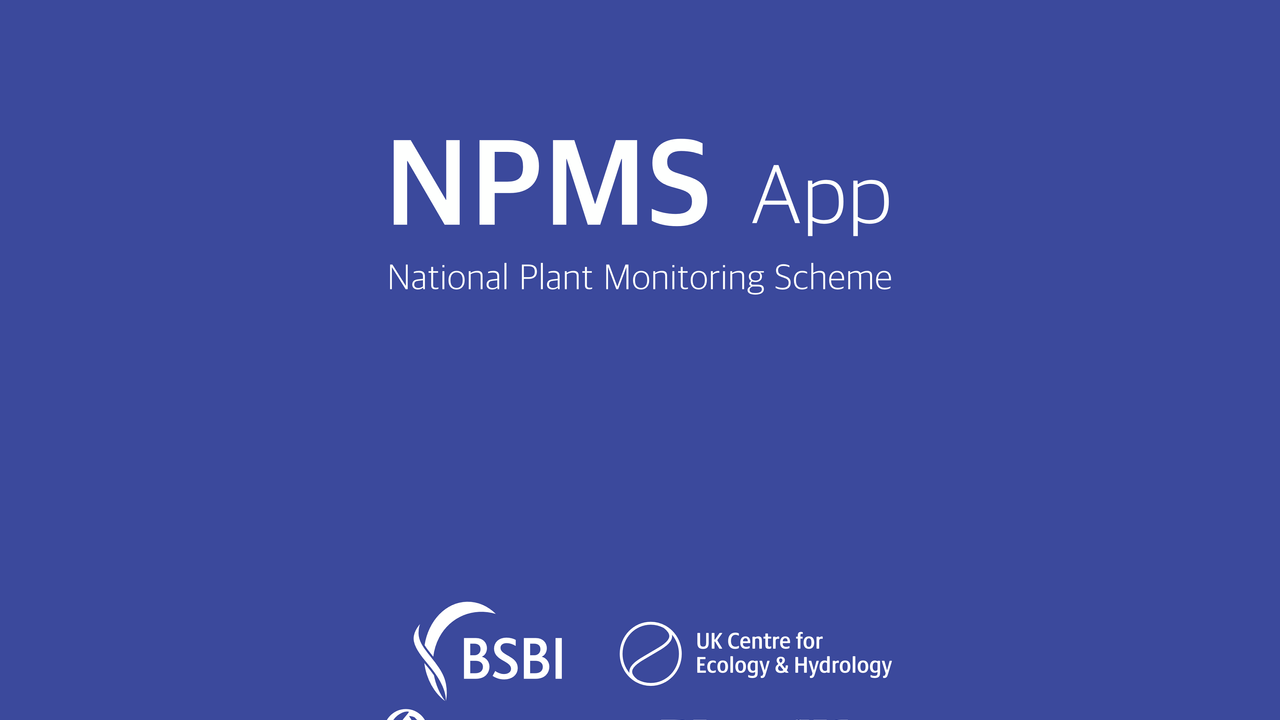 NPMS App
National Plant Monitoring Scheme
BSBI
UK Centre for
Ecology & Hydrology